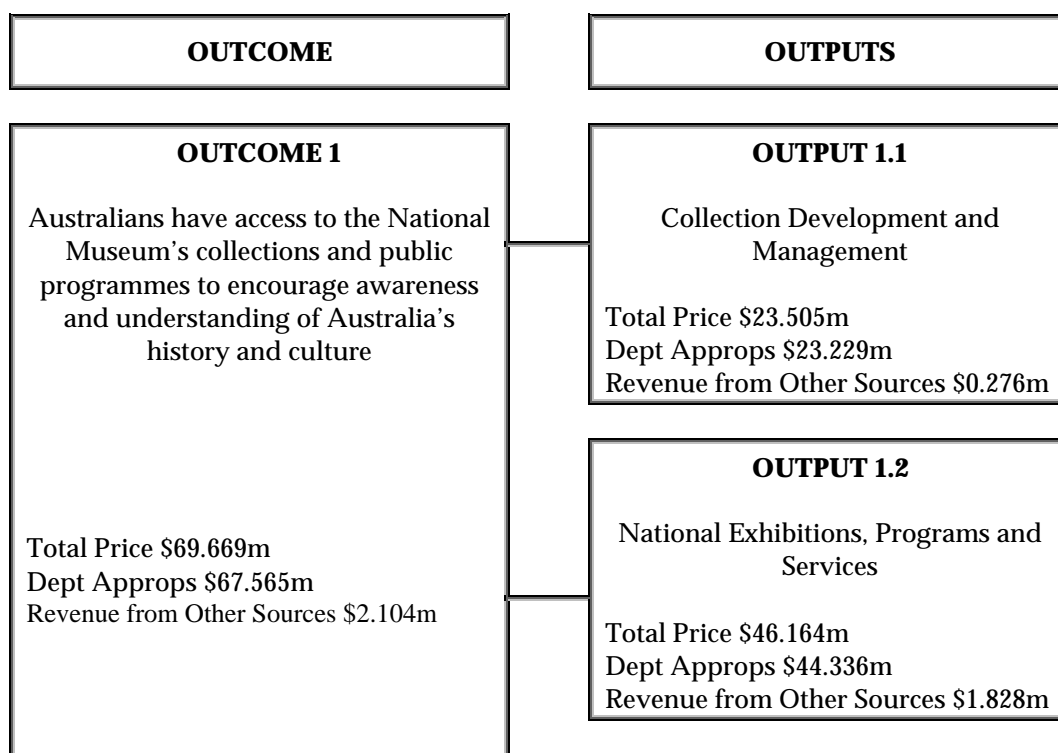 OUTCOME
OUTPUTS
OUTCOME 1
Australians have access to the National
Museum’s collections and public
programmes to encourage awareness
and understanding of Australia’s
history and culture
Total Price $69.669m
Dept Approps $67.565m
Revenue from Other Sources $2.104m
OUTPUT 1.1
Collection Development and
Management
Total Price $23.505m
Dept Approps $23.229m
Revenue from Other Sources $0.276m
OUTPUT 1.2
National Exhibitions, Programs and
Services
Total Price $46.164m
Dept Approps $44.336m
Revenue from Other Sources $1.828m